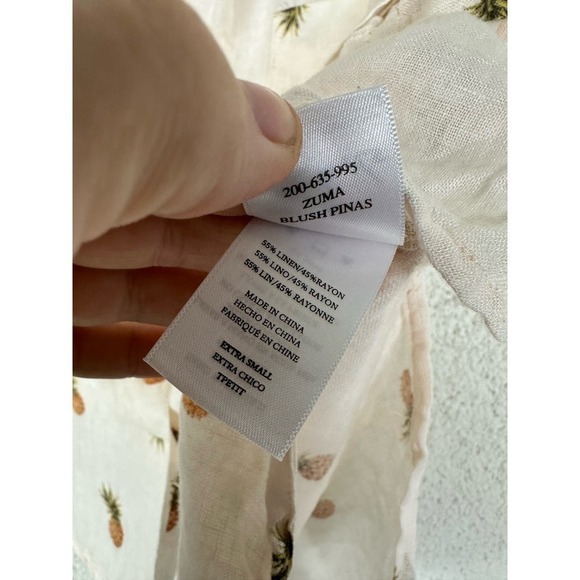 200-635-995
ZUMA
BLUSH PINAS
55% LINEN/45%RAYON
55% LINO/45% RAYON
55% LIN/45% RAYONNE
MADE IN CHINA
HECHO EN CHINA
FABRIQUÉ EN CHINE
EXTRA SMALL
EXTRA CHICO
TPETIT